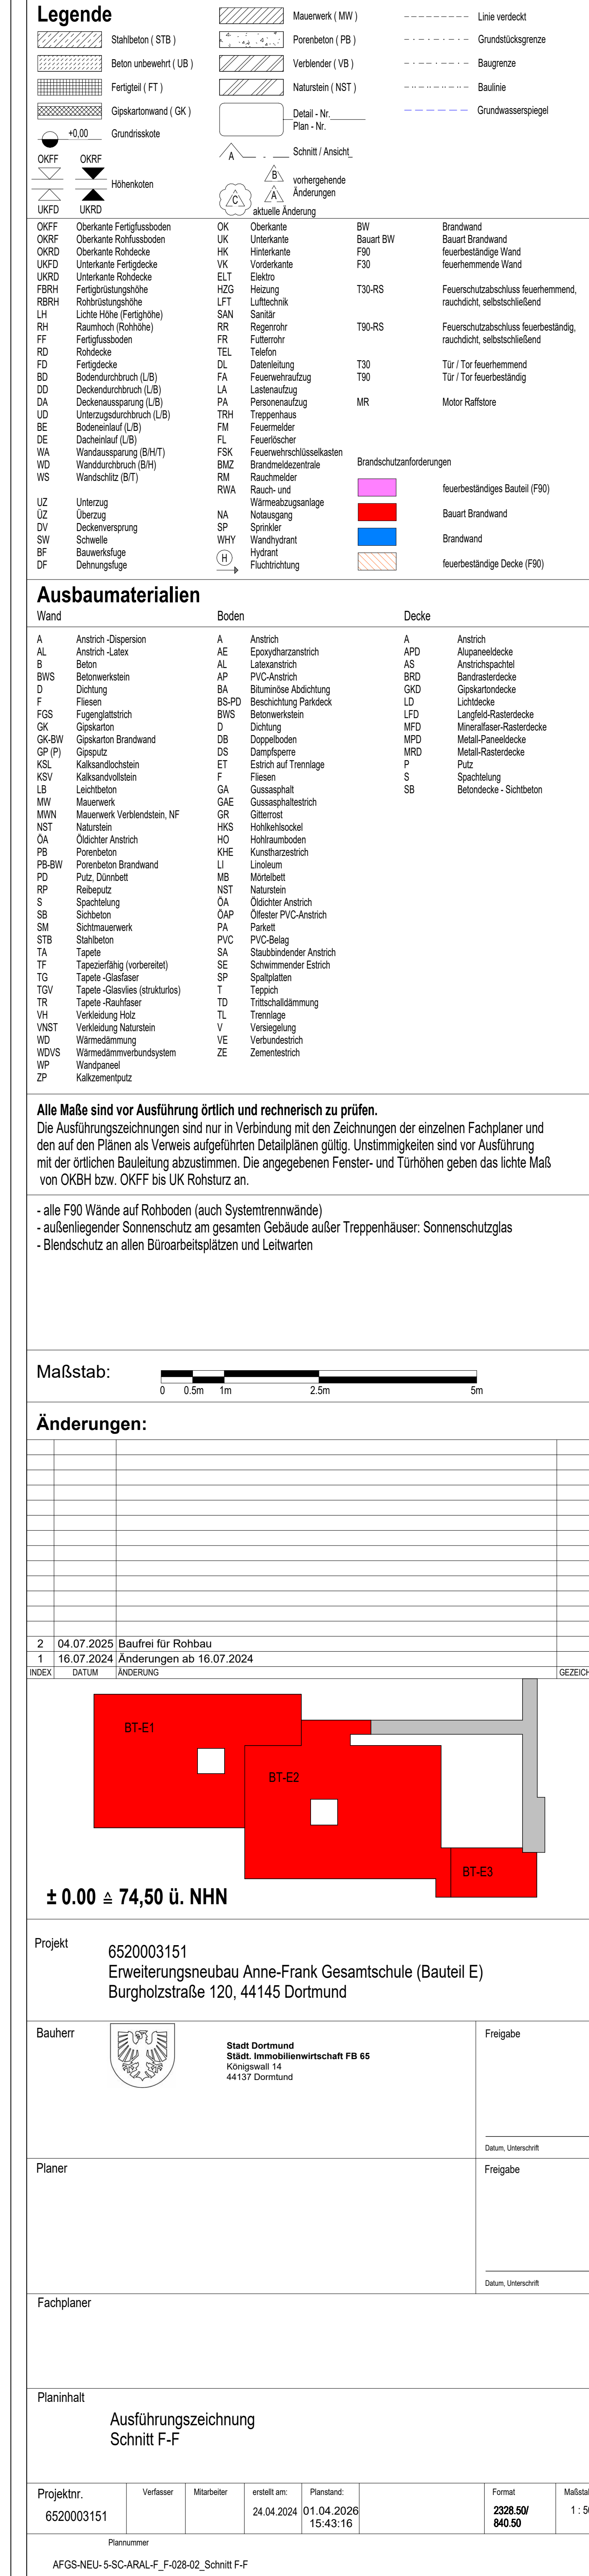 Legende
Stahlbeton ( STB )
Beton unbewehrt ( UB )
Fertigteil ( FT )
Gipskartonwand ( GK )
+0,00 Grundrisskote
OKFF OKRF
Höhenkoten
UKFD UKRD
Mauerwerk ( MW )
Porenbeton ( PB )
Verblender ( VB )
Naturstein ( NST )
Detail - Nr.
Plan - Nr.
A Schnitt / Ansicht
B vorhergehende
A Änderungen
C
aktuelle Änderung
Linie verdeckt
Grundstücksgrenze
Baugrenze
Baulinie
Grundwasserspiegel
OKFF Oberkante Fertigfussboden
OKRF Oberkante Rohfussboden
OKRD Oberkante Rohdecke
UKFD Unterkante Fertigdecke
UKRD Unterkante Rohdecke
FBRH Fertigbrüstungshöhe
RBRH Rohbrüstungshöhe
LH Lichte Höhe (Fertighöhe)
RH Raumhoch (Rohhöhe)
FF Fertigfussboden
RD Rohdecke
FD Fertigdecke
BD Bodendurchbruch (L/B)
DD Deckendurchbruch (L/B)
DA Deckenaussparung (L/B)
UD Unterzugsdurchbruch (L/B)
BE Bodeneinlauf (L/B)
DE Dacheinlauf (L/B)
WA Wandaussparung (B/H/T)
WD Wanddurchbruch (B/H)
WS Wandschlitz (B/T)
UZ Unterzug
ÜZ Überzug
DV Deckenversprung
SW Schwelle
BF Bauwerksfuge
DF Dehnungsfuge
OK Oberkante
UK Unterkante
HK Hinterkante
VK Vorderkante
ELT Elektro
HZG Heizung
LFT Lufttechnik
SAN Sanitär
RR Regenrohr
FR Futterrohr
TEL Telefon
DL Datenleitung
FA Feuerwehraufzug
LA Lastenaufzug
PA Personenaufzug
TRH Treppenhaus
FM Feuermelder
FL Feuerlöscher
FSK Feuerwehrschlüsselkasten
BMZ Brandmeldezentrale
RM Rauchmelder
RWA Rauch- und
Wärmeabzugsanlage
NA Notausgang
SP Sprinkler
WHY Wandhydrant
H Hydrant
Fluchtrichtung
BW Brandwand
Bauart BW Bauart Brandwand
F90 feuerbeständige Wand
F30 feuerhemmende Wand
T30-RS Feuerschutzabschluss feuerhemmend,
rauchdicht, selbstschließend
T90-RS Feuerschutzabschluss feuerbeständig,
rauchdicht, selbstschließend
T30 Tür / Tor feuerhemmend
T90 Tür / Tor feuerbeständig
MR Motor Raffstore
Brandschutzanforderungen
feuerbeständiges Bauteil (F90)
Bauart Brandwand
Brandwand
feuerbeständige Decke (F90)
Ausbaumaterialien
Wand
A Anstrich -Dispersion
AL Anstrich -Latex
B Beton
BWS Betonwerkstein
D Dichtung
F Fliesen
FGS Fugenglattstrich
GK Gipskarton
GK-BW Gipskarton Brandwand
GP (P) Gipsputz
KSL Kalksandlochstein
KSV Kalksandvollstein
LB Leichtbeton
MW Mauerwerk
MWN Mauerwerk Verblendstein, NF
NST Naturstein
ÖA Öldichter Anstrich
PB Porenbeton
PB-BW Porenbeton Brandwand
PD Putz, Dünnbett
RP Reibeputz
S Spachtelung
SB Sichbeton
SM Sichtmauerwerk
STB Stahlbeton
TA Tapete
TF Tapezierfähig (vorbereitet)
TG Tapete -Glasfaser
TGV Tapete -Glasvlies (strukturlos)
TR Tapete -Rauhfaser
VH Verkleidung Holz
VNST Verkleidung Naturstein
WD Wärmedämmung
WDVS Wärmedämmverbundsystem
WP Wandpaneel
ZP Kalkzementputz
Boden
A Anstrich
AE Epoxydharzanstrich
AL Latexanstrich
AP PVC-Anstrich
BA Bituminöse Abdichtung
BS-PD Beschichtung Parkdeck
BWS Betonwerkstein
D Dichtung
DB Doppelboden
DS Dampfsperre
ET Estrich auf Trennlage
F Fliesen
GA Gussasphalt
GAE Gussasphaltestrich
GR Gitterrost
HKS Hohlkehlsockel
HO Hohlraumboden
KHE Kunstharzestrich
LI Linoleum
MB Mörtelbett
NST Naturstein
ÖA Öldichter Anstrich
ÖAP Ölfester PVC-Anstrich
PA Parkett
PVC PVC-Belag
SA Staubbindender Anstrich
SE Schwimmender Estrich
SP Spaltplatten
T Teppich
TD Trittschalldämmung
TL Trennlage
V Versiegelung
VE Verbundestrich
ZE Zementestrich
Decke
A Anstrich
APD Alupaneeldecke
AS Anstrichspachtel
BRD Bandrasterdecke
GKD Gipskartondecke
LD Lichtdecke
LFD Langfeld-Rasterdecke
MFD Mineralfaser-Rasterdecke
MPD Metall-Paneeldecke
MRD Metall-Rasterdecke
P Putz
S Spachtelung
SB Betondecke - Sichtbeton
Alle Maße sind vor Ausführung örtlich und rechnerisch zu prüfen.
Die Ausführungszeichnungen sind nur in Verbindung mit den Zeichnungen der einzelnen Fachplaner und
den auf den Plänen als Verweis aufgeführten Detailplänen gültig. Unstimmigkeiten sind vor Ausführung
mit der örtlichen Bauleitung abzustimmen. Die angegebenen Fenster- und Türhöhen geben das lichte Maß
von OKBH bzw. OKFF bis UK Rohsturz an.
- alle F90 Wände auf Rohboden (auch Systemtrennwände)
- außenliegender Sonnenschutz am gesamten Gebäude außer Treppenhäuser: Sonnenschutzglas
- Blendschutz an allen Büroarbeitsplätzen und Leitwarten
Maßstab:
0 0.5m 1m 2.5m 5m
Änderungen:
2 04.07.2025 Baufrei für Rohbau
1 16.07.2024 Änderungen ab 16.07.2024
INDEX DATUM ÄNDERUNG GEZEICH
BT-E1
BT-E2
BT-E3
± 0.00 ≙ 74,50 ü. NHN
Projekt
6520003151
Erweiterungsneubau Anne-Frank Gesamtschule (Bauteil E)
Burgholzstraße 120, 44145 Dortmund
Bauherr
Stadt Dortmund
Städt. Immobilienwirtschaft FB 65
Königswall 14
44137 Dormtund
Freigabe
Datum, Unterschrift
Planer
Freigabe
Datum, Unterschrift
Fachplaner
Planinhalt
Ausführungszeichnung
Schnitt F-F
Projektnr. Verfasser Mitarbeiter erstellt am: Planstand: Format Maßsta
6520003151 24.04.2024 01.04.2026 15:43:16 2328.50/ 840.50 1 : 50
Plannummer
AFGS-NEU- 5-SC-ARAL-F_F-028-02_Schnitt F-F